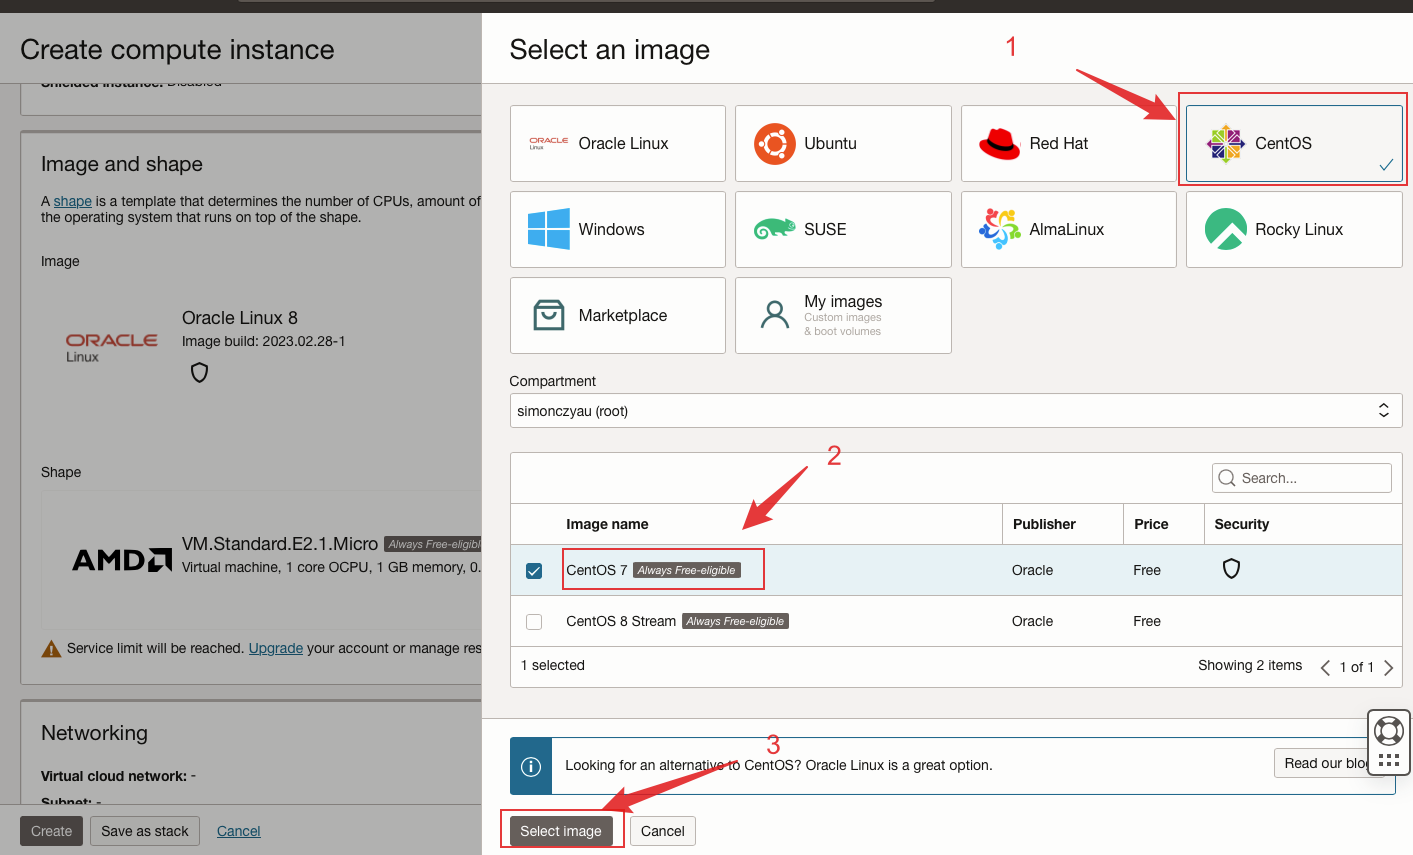 Create compute instance
Shielded instance: Disabled
Image and shape
A shape is a template that determines the number of CPUs, amount of
the operating system that runs on top of the shape.
Image
ORACLE
Linux
Oracle Linux 8
Image build: 2023.02.28-1
Shape
AMD
VM.Standard.E2.1.Micro Always Free-eligibl
Virtual machine, 1 core OCPU, 1 GB memory, 0.
Service limit will be reached. Upgrade your account or manage res
Networking
Virtual cloud network: -
Subnet: -
Create
Save as stack
Cancel
Select an image
1
ORACLE
Linux
Oracle Linux
Ubuntu
Red Hat
CentOS
Windows
SUSE
AlmaLinux
Rocky Linux
Marketplace
My images
Custom images
& boot volumes
Compartment
simonczyau (root)
2
Search...
Image name Publisher Price Security
CentOS 7 Always Free-eligible Oracle Free
CentOS 8 Stream Always Free-eligible Oracle Free
1 selected
Showing 2 items
1 of 1
3
Looking for an alternative to CentOS? Oracle Linux is a great option.
Read our blog
Select image
Cancel